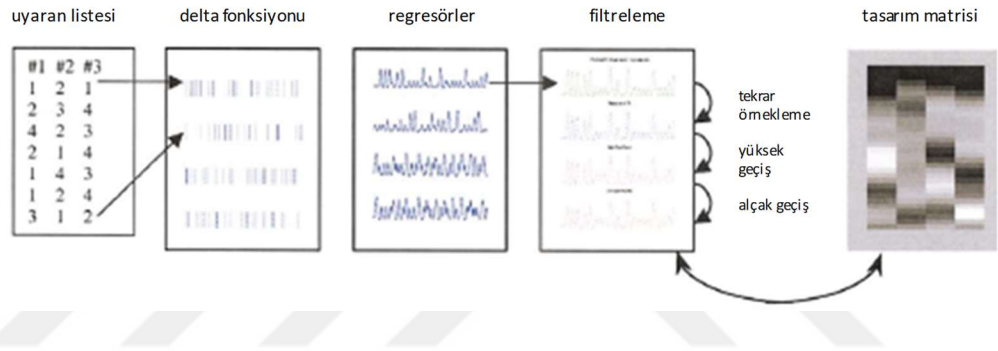 uyaran listesi
delta fonksiyonu
regresörler
filtreleme
tasarım matrisi
#1 #2 #3
1 2 1
2 3 4
4 2 3
2 1 4
1 4 3
1 2 4
3 1 2
tekrar
örnekleme
yüksek
geçiş
alçak geçiş